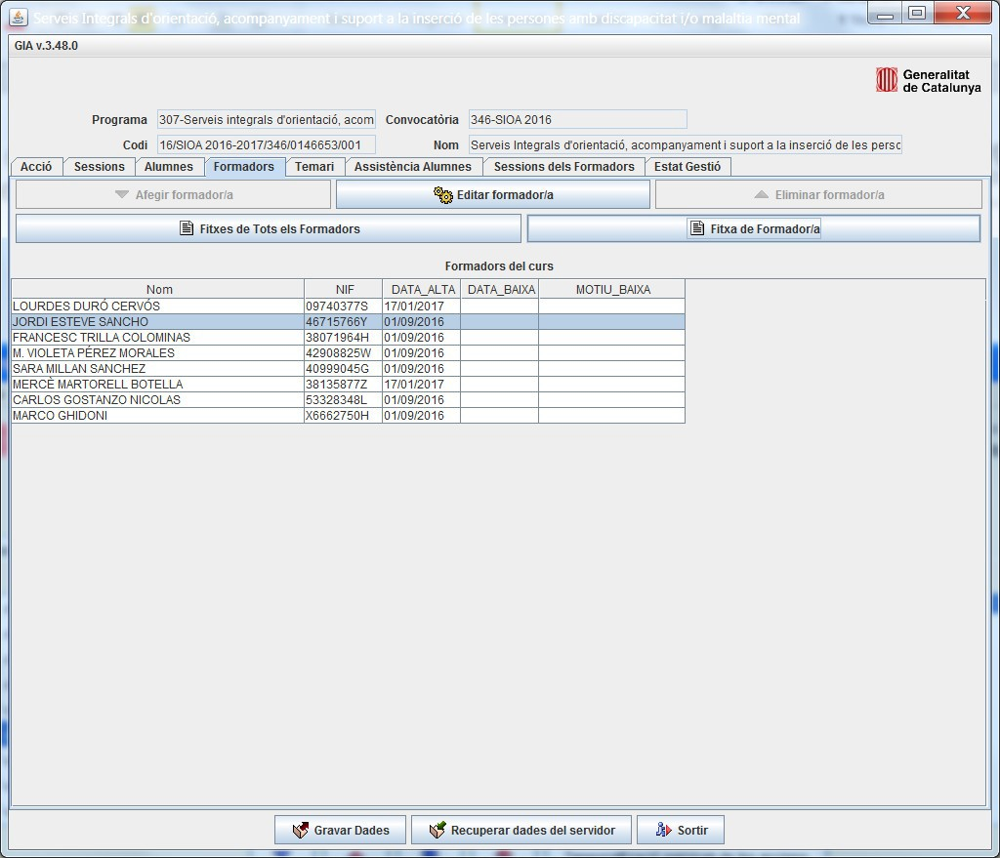 Serveis Integrals d'orientació, acompanyament i suport a la inserció de les persones amb discapacitat i/o malaltia mental
GIA v.3.48.0
Generalitat
de Catalunya
Programa 307-Serveis integrals d'orientació, acom Convocatòria 346-SIOA 2016
Codi 16/SIOA 2016-2017/346/0146653/001 Nom Serveis Integrals d'orientació, acompanyament i suport a la inserció de les persc
Acció Sessions Alumnes Formadors Temari Assistència Alumnes Sessions dels Formadors Estat Gestió
Afegir formador/a Editar formador/a Eliminar formador/a
Fitxes de Tots els Formadors Fitxa de Formador/a
Formadors del curs
Nom NIF DATA_ALTA DATA_BAIXA MOTIU_BAIXA
LOURDES DURÓ CERVÓS 09740377S 17/01/2017
JORDI ESTEVE SANCHO 46715766Y 01/09/2016
FRANCESC TRILLA COLOMINAS 38071964H 01/09/2016
M. VIOLETA PÉREZ MORALES 42908825W 01/09/2016
SARA MILLAN SANCHEZ 40999045G 01/09/2016
MERCÈ MARTORELL BOTELLA 38135877Z 17/01/2017
CARLOS GOSTANZO NICOLAS 53328348L 01/09/2016
MARCO GHIDONI X6662750H 01/09/2016
Gravar Dades Recuperar dades del servidor Sortir